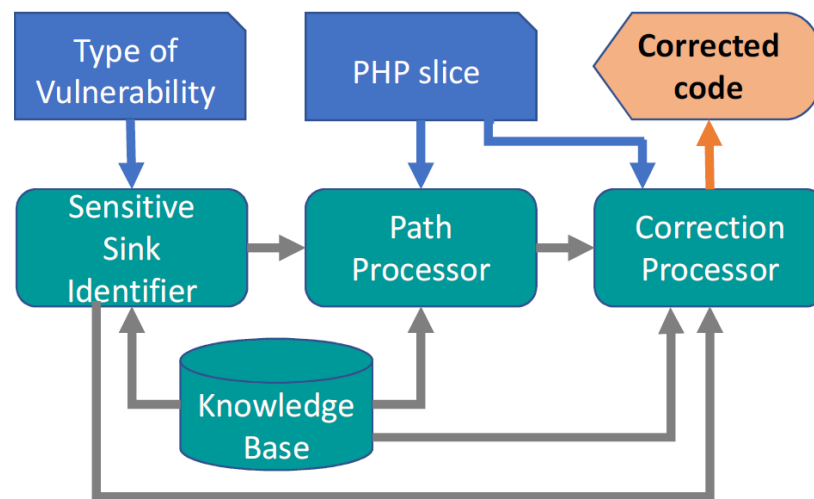 Type of
Vulnerability
PHP slice
Corrected
code
Sensitive
Sink
Identifier
Path
Processor
Correction
Processor
Knowledge
Base